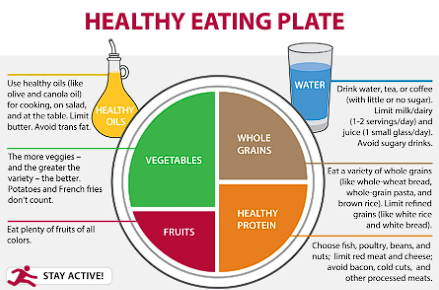 HEALTHY EATING PLATE
Use healthy oils (like
olive and canola oil)
for cooking, on salad,
and at the table. Limit
butter. Avoid trans fat.
HEALTHY
OILS
The more veggies –
and the greater the
variety – the better.
Potatoes and French fries
don't count.
Eat plenty of fruits of all
colors.
STAY ACTIVE!
VEGETABLES
FRUITS
WHOLE
GRAINS
HEALTHY
PROTEIN
WATER
Drink water, tea, or coffee
(with little or no sugar).
Limit milk/dairy
(1-2 servings/day) and
juice (1 small glass/day).
Avoid sugary drinks.
Eat a variety of whole grains
(like whole-wheat bread,
whole-grain pasta, and
brown rice). Limit refined
grains (like white rice
and white bread).
Choose fish, poultry, beans, and
nuts; limit red meat and cheese;
avoid bacon, cold cuts, and
other processed meats.